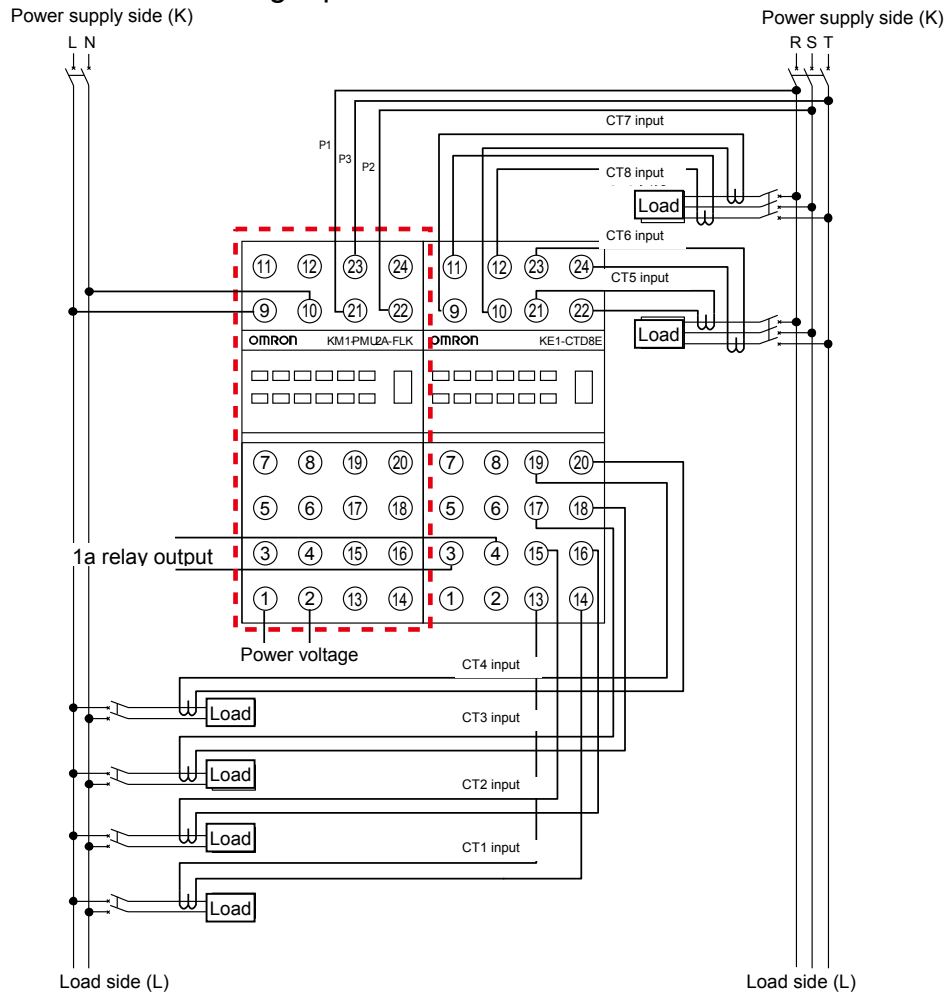 Power supply side (K)
Power supply side (K)
L N
R S T
CT7 input
P1
P3
P2
CT8 input
Load
CT6 input
11 12 23 24 11 12 23 24
CT5 input
9 10 21 22 9 10 21 22
Load
OMRON KM1-PMU2A-FLK OMRON KE1-CTD8E
7 8 19 20 7 8 19 20
5 6 17 18 5 6 17 18
1a relay output
3 4 15 16 3 4 15 16
1 2 13 14 1 2 13 14
Power voltage
CT4 input
Load
CT3 input
Load
CT2 input
Load
CT1 input
Load
Load side (L)
Load side (L)